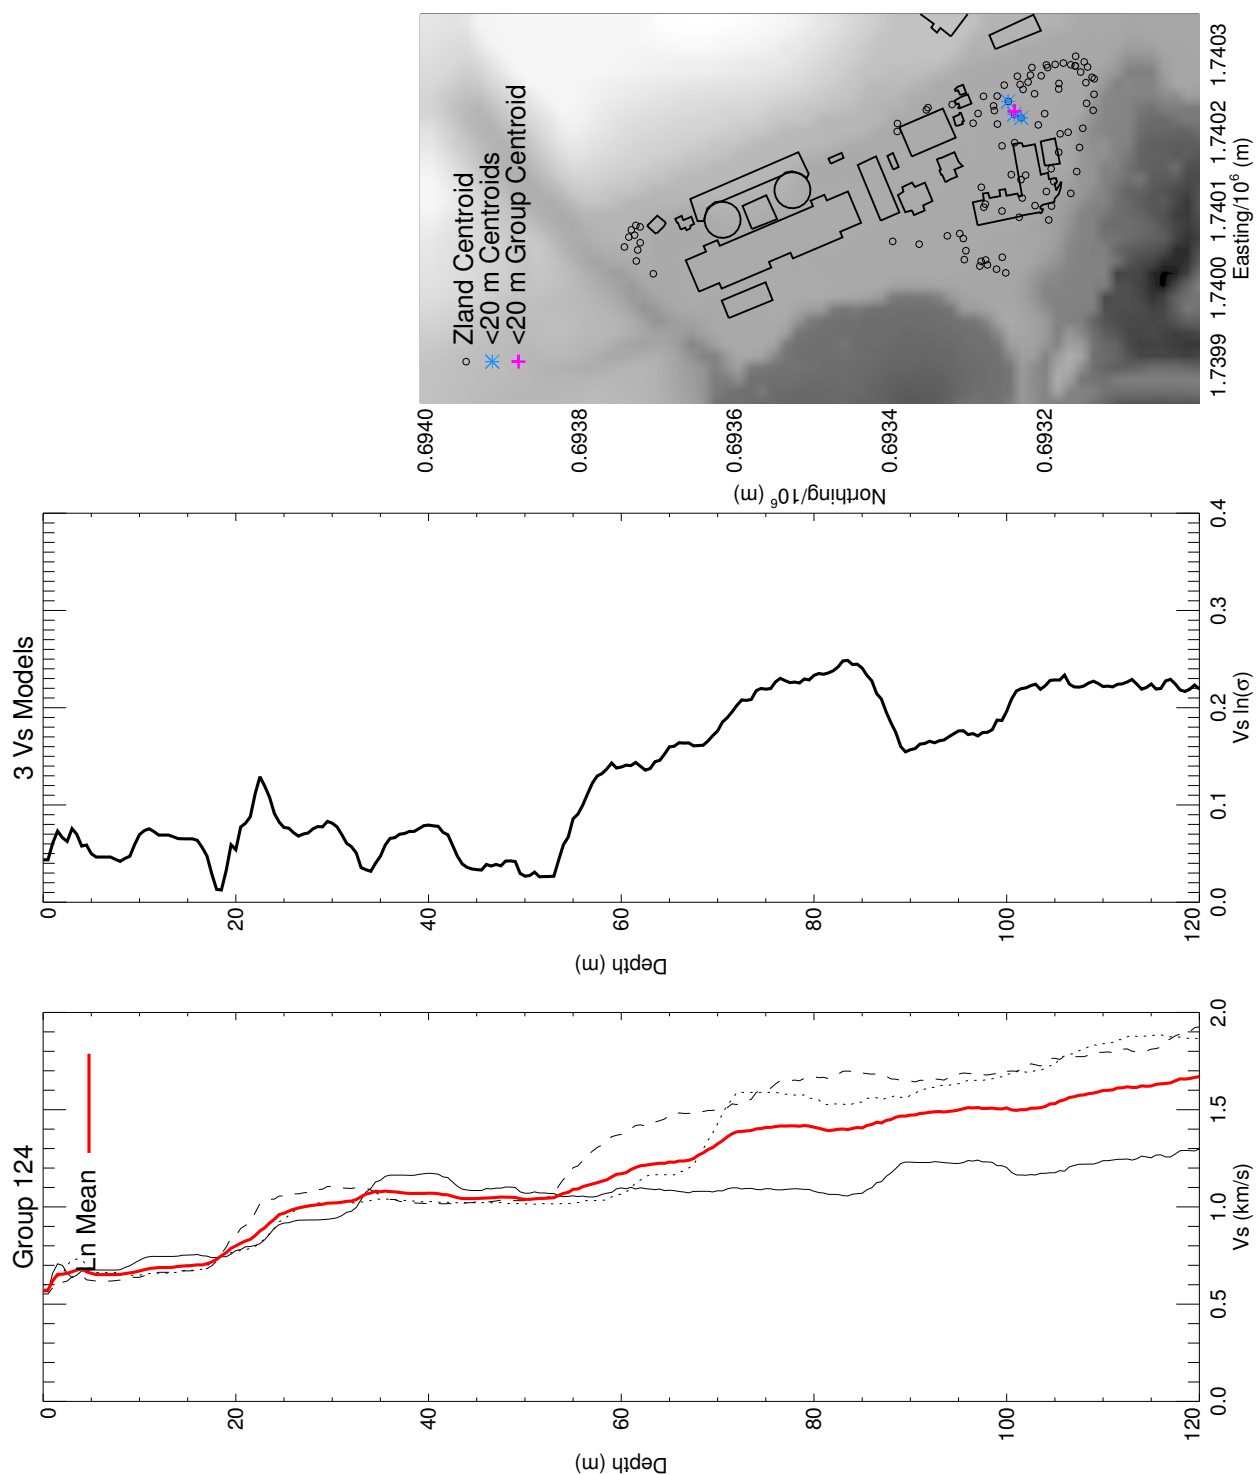 Group 124
Ln Mean
0
20
40
60
80
100
120
Depth (m)
0.0
0.5
1.0
1.5
2.0
Vs (km/s)
3 Vs Models
0
20
40
60
80
100
120
Depth (m)
0.0
0.1
0.2
0.3
0.4
Vs ln(σ)
Zland Centroid
<20 m Centroids
<20 m Group Centroid
0.6940
0.6938
0.6936
0.6934
0.6932
Northing/10⁶ (m)
1.7399
1.7400
1.7401
1.7402
1.7403
Easting/10⁶ (m)